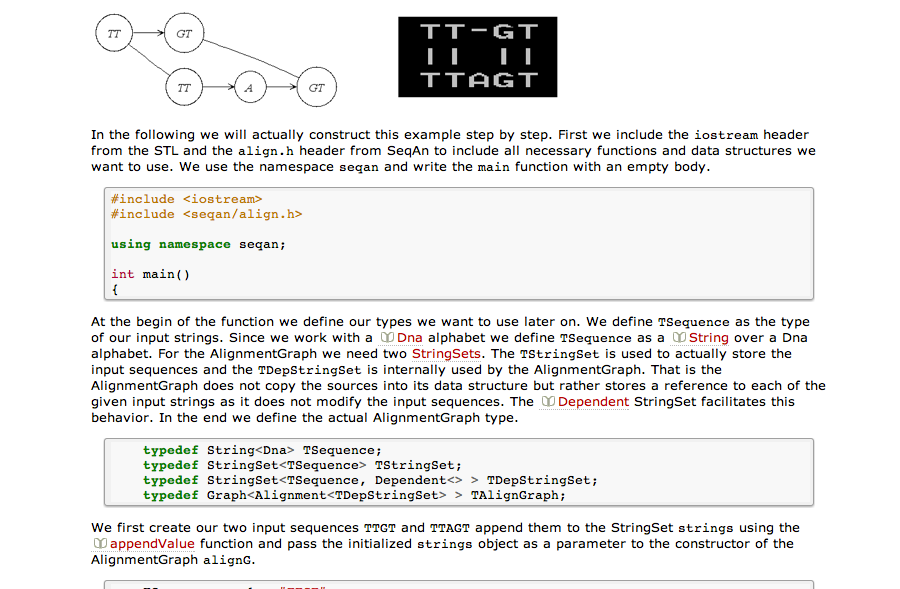 TT GT
TT A GT
TT-GT
|| ||
TTAGT
In the following we will actually construct this example step by step. First we include the iostream header
from the STL and the align.h header from SeqAn to include all necessary functions and data structures we
want to use. We use the namespace seqan and write the main function with an empty body.
#include <iostream>
#include <seqan/align.h>
using namespace seqan;
int main()
{
At the begin of the function we define our types we want to use later on. We define TSequence as the type
of our input strings. Since we work with a Dna alphabet we define TSequence as a String over a Dna
alphabet. For the AlignmentGraph we need two StringSets. The TStringSet is used to actually store the
input sequences and the TDepStringSet is internally used by the AlignmentGraph. That is the
AlignmentGraph does not copy the sources into its data structure but rather stores a reference to each of the
given input strings as it does not modify the input sequences. The Dependent StringSet facilitates this
behavior. In the end we define the actual AlignmentGraph type.
typedef String<Dna> TSequence;
typedef StringSet<TSequence> TStringSet;
typedef StringSet<TSequence, Dependent<> > TDepStringSet;
typedef Graph<Alignment<TDepStringSet> > TAlignGraph;
We first create our two input sequences TTGT and TTAGT append them to the StringSet strings using the
appendValue function and pass the initialized strings object as a parameter to the constructor of the
AlignmentGraph alignG.